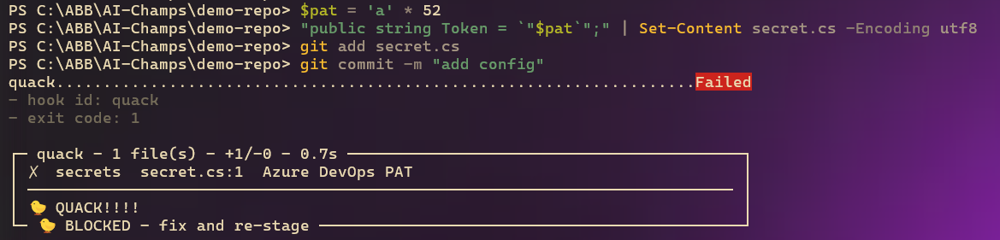 PS C:\ABB\AI-Champs\demo-repo> $pat = 'a' * 52
PS C:\ABB\AI-Champs\demo-repo> "public string Token = `"$pat`";" | Set-Content secret.cs -Encoding utf8
PS C:\ABB\AI-Champs\demo-repo> git add secret.cs
PS C:\ABB\AI-Champs\demo-repo> git commit -m "add config"
quack....................................................................Failed
- hook id: quack
- exit code: 1
quack - 1 file(s) - +1/-0 - 0.7s
✗ secrets secret.cs:1 Azure DevOps PAT
🐤 QUACK!!!!
🐤 BLOCKED - fix and re-stage